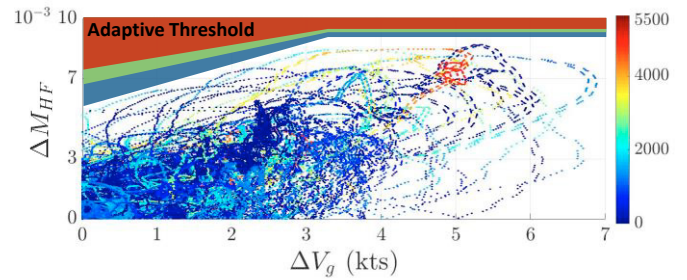 10⁻³ 10
7
3
0
ΔM_HF
Adaptive Threshold
0 1 2 3 4 5 6 7
ΔV_g (kts)
5500
4000
2000
0